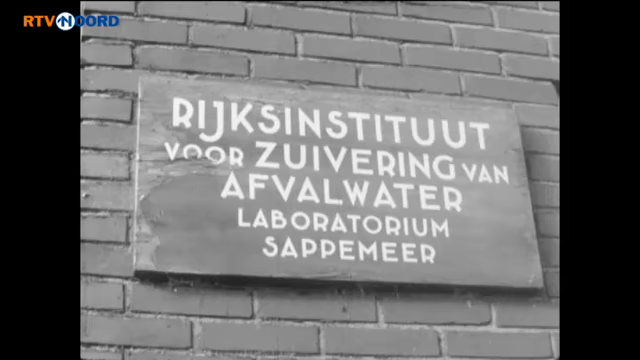 RTV NOORD
RIJKSINSTITUUT
VOOR ZUIVERING VAN
AFVALWATER
LABORATORIUM
SAPPEMEER